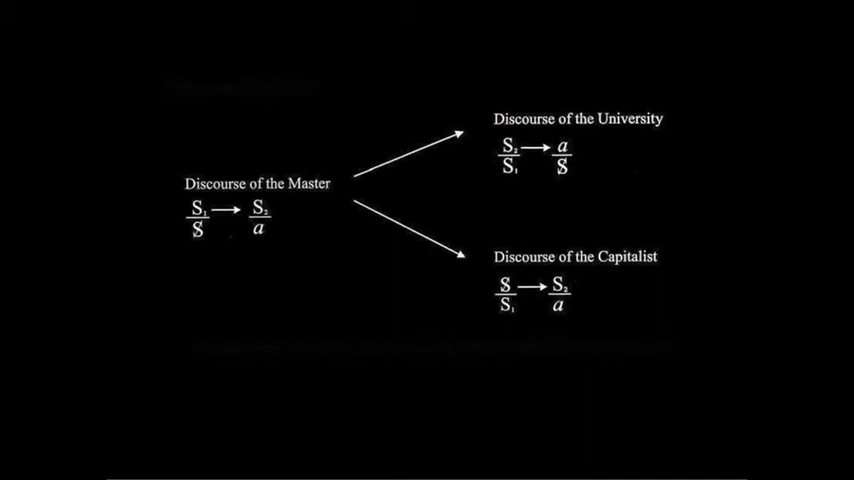 Discourse of the University
S₂ → a
S₁ $
Discourse of the Master
S₁ → S₂
$ a
Discourse of the Capitalist
$ → S₂
S₁ a